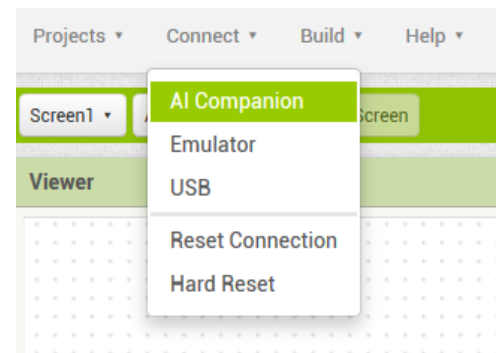 Projects ▾ Connect ▾ Build ▾ Help ▾
AI Companion
Screen1 ▾ Screen
Emulator
Viewer
USB
Reset Connection
Hard Reset